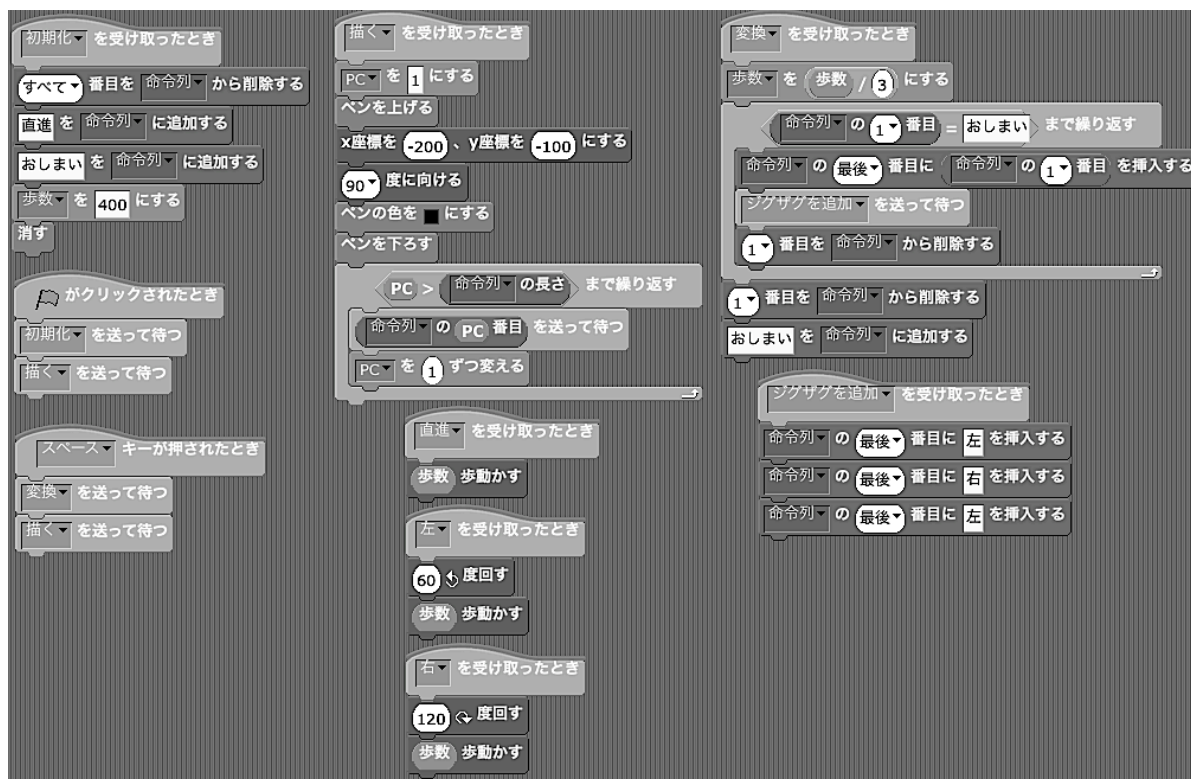 初期化 を受け取ったとき
すべて 番目を 命令列 から削除する
直進 を 命令列 に追加する
おしまい を 命令列 に追加する
歩数 を 400 にする
消す
がクリックされたとき
初期化 を送って待つ
描く を送って待つ
スペース キーが押されたとき
変換 を送って待つ
描く を送って待つ
描く を受け取ったとき
PC を 1 にする
ペンを上げる
x座標を -200 、y座標を -100 にする
90 度に向ける
ペンの色を にする
ペンを下ろす
PC > 命令列 の長さ まで繰り返す
命令列 の PC 番目 を送って待つ
PC を 1 ずつ変える
直進 を受け取ったとき
歩数 歩動かす
左 を受け取ったとき
60 度回す
歩数 歩動かす
右 を受け取ったとき
120 度回す
歩数 歩動かす
変換 を受け取ったとき
歩数 を 歩数 / 3 にする
命令列 の 1 番目 = おしまい まで繰り返す
命令列 の 最後 番目に 命令列 の 1 番目 を挿入する
ジグザグを追加 を送って待つ
1 番目を 命令列 から削除する
1 番目を 命令列 から削除する
おしまい を 命令列 に追加する
ジグザグを追加 を受け取ったとき
命令列 の 最後 番目に 左 を挿入する
命令列 の 最後 番目に 右 を挿入する
命令列 の 最後 番目に 左 を挿入する